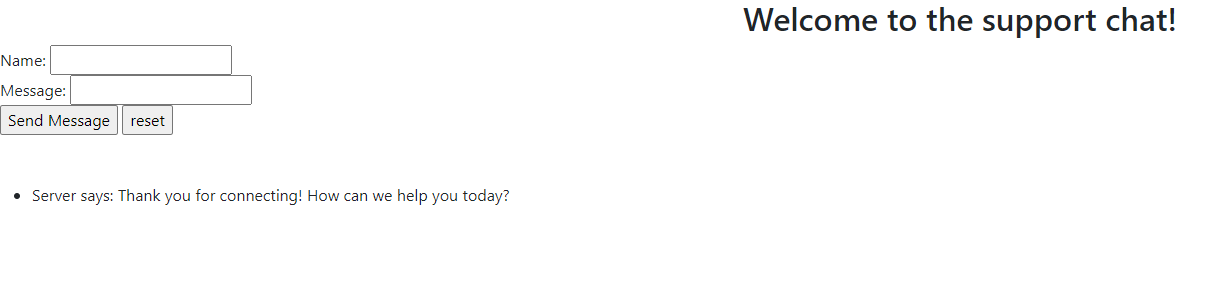 Welcome to the support chat!
Name:
Message:
Send Message reset
Server says: Thank you for connecting! How can we help you today?